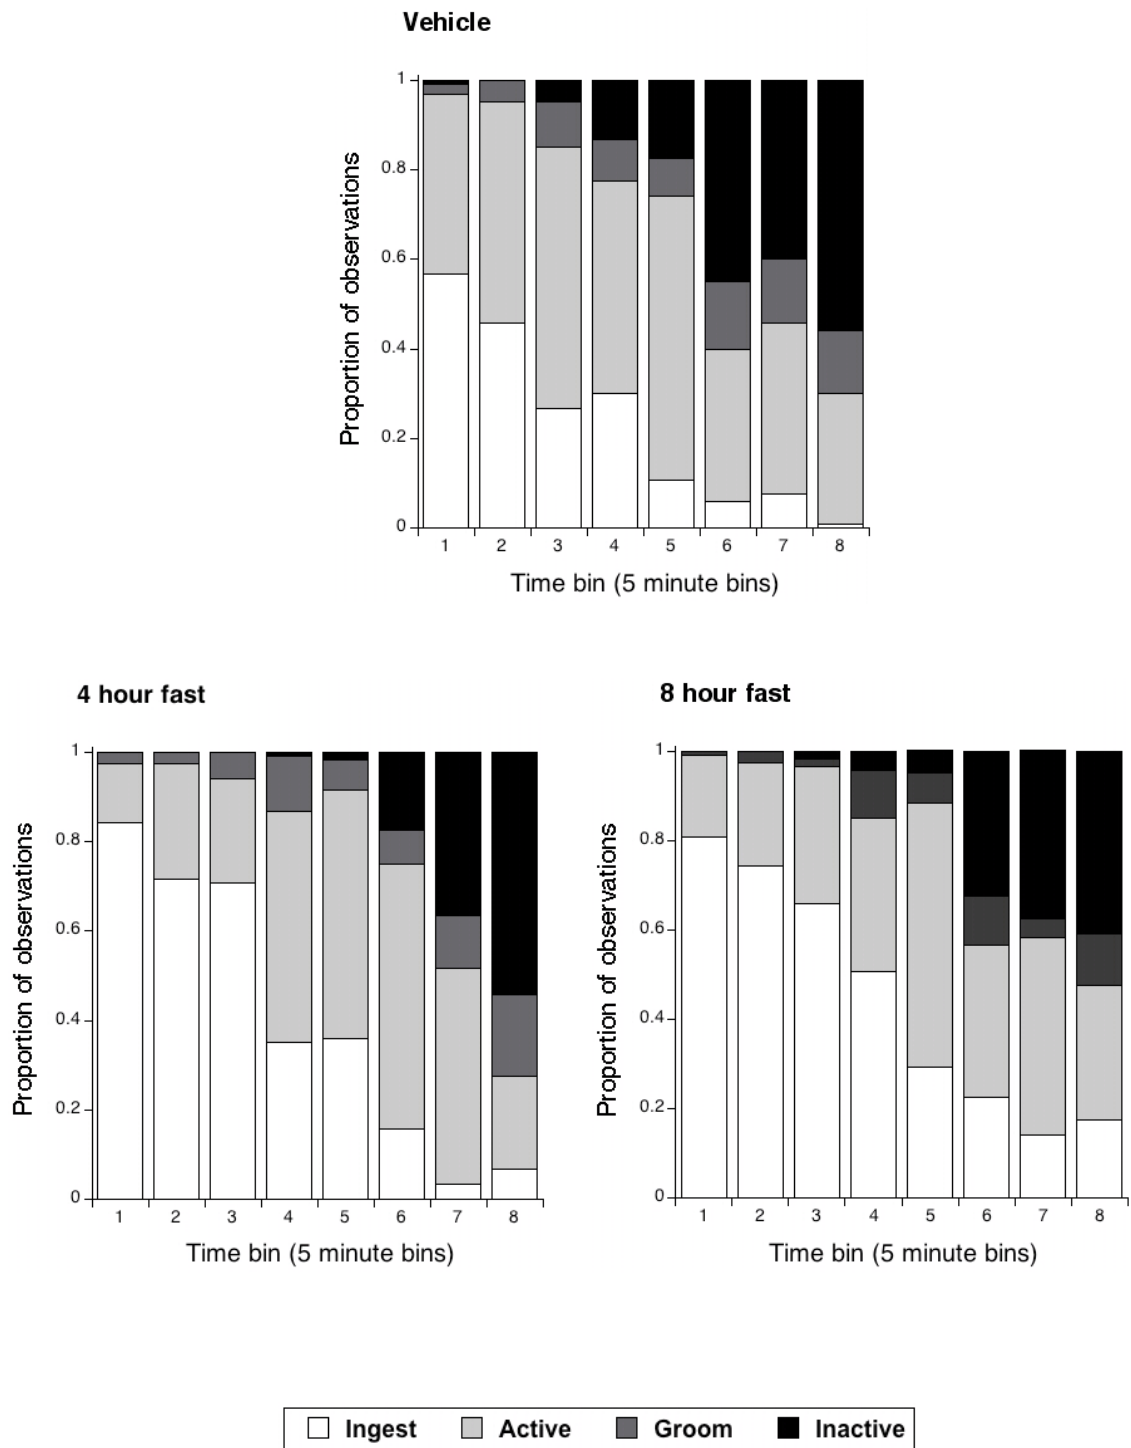 Vehicle
Proportion of observations
1
0.8
0.6
0.4
0.2
0
1 2 3 4 5 6 7 8
Time bin (5 minute bins)
4 hour fast
Proportion of observations
1
0.8
0.6
0.4
0.2
0
1 2 3 4 5 6 7 8
Time bin (5 minute bins)
8 hour fast
Proportion of observations
1
0.8
0.6
0.4
0.2
0
1 2 3 4 5 6 7 8
Time bin (5 minute bins)
Ingest Active Groom Inactive